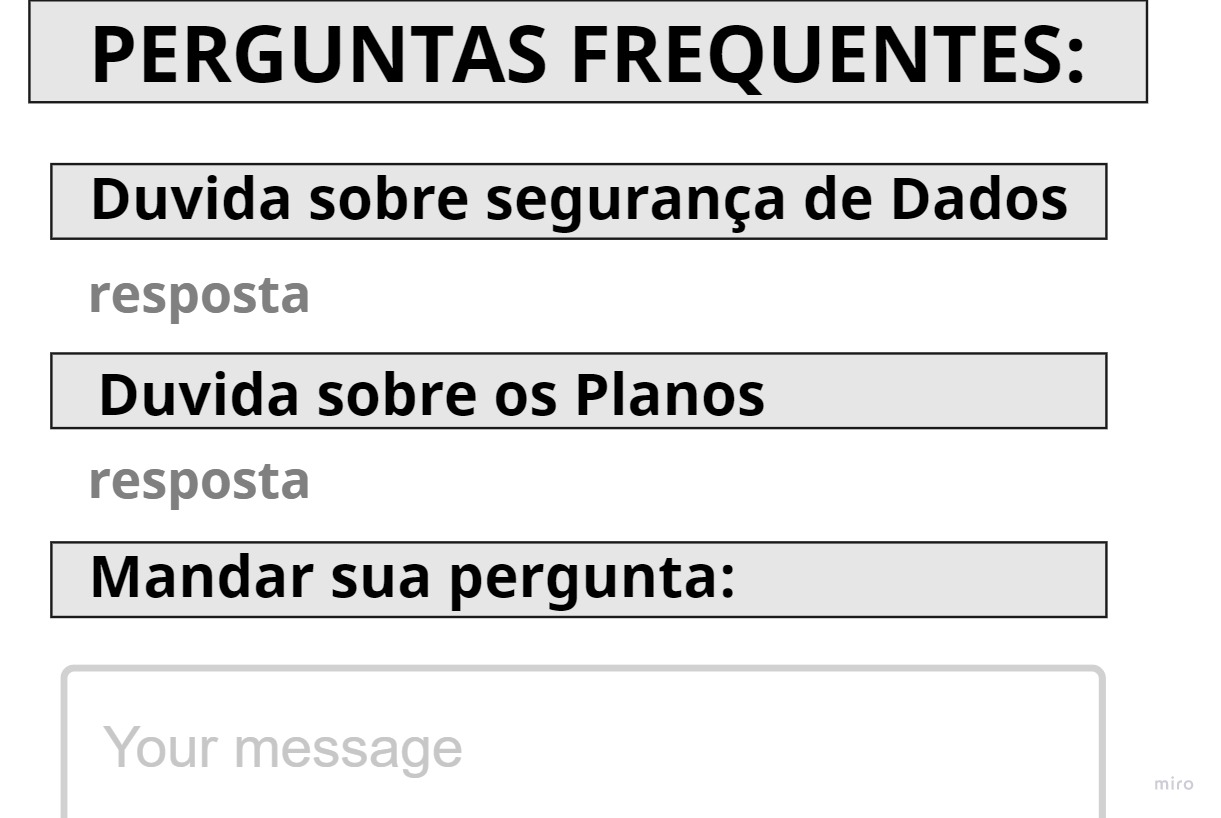 PERGUNTAS FREQUENTES:
Duvida sobre segurança de Dados
resposta
Duvida sobre os Planos
resposta
Mandar sua pergunta:
Your message
miro